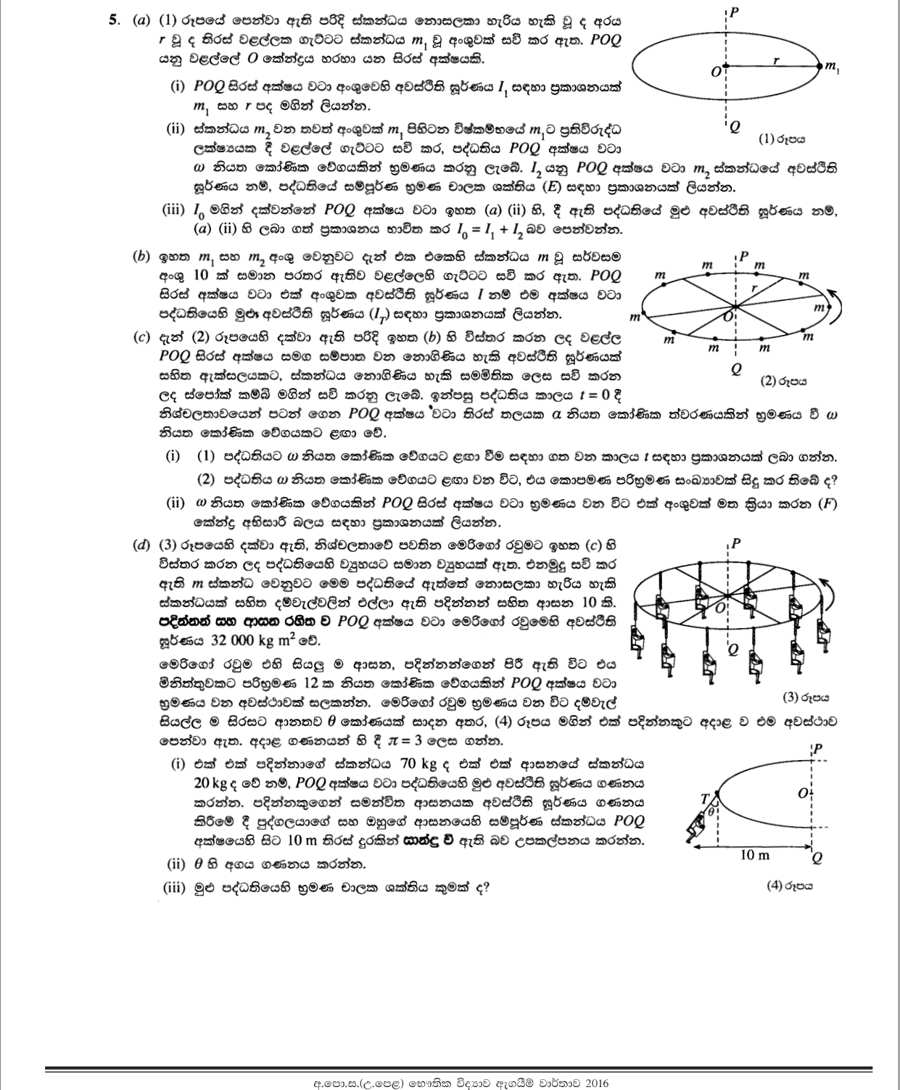 5. (a) (1) රූපයේ පෙන්වා ඇති පරිදි ස්කන්ධය නොසලකා හැරිය හැකි වූ ද අරය
r වූ ද තිරස් වළල්ලක ගැට්ටට ස්කන්ධය m₁ වූ අංශුවක් සවි කර ඇත. POQ
යනු වළල්ලේ O කේන්ද්‍රය හරහා යන සිරස් අක්ෂයකි.
P
O
r
m₁
Q
(1) රූපය
(i) POQ සිරස් අක්ෂය වටා අංශුවෙහි අවස්ථිති ඝූර්ණය I₁ සඳහා ප්‍රකාශනයක්
m₁ සහ r පද මගින් ලියන්න.
(ii) ස්කන්ධය m₂ වන තවත් අංශුවක් m₁ පිහිටන විෂ්කම්භයේ m₁ට ප්‍රතිවිරුද්ධ
ලක්ෂ්‍යයක දී වළල්ලේ ගැට්ටට සවි කර, පද්ධතිය POQ අක්ෂය වටා
ω නියත කෝණික වේගයකින් භ්‍රමණය කරනු ලැබේ. I₂ යනු POQ අක්ෂය වටා m₂ ස්කන්ධයේ අවස්ථිති
ඝූර්ණය නම්, පද්ධතියේ සම්පූර්ණ භ්‍රමණ චාලක ශක්තිය (E) සඳහා ප්‍රකාශනයක් ලියන්න.
(iii) I₀ මගින් දක්වන්නේ POQ අක්ෂය වටා ඉහත (a) (ii) හි, දී ඇති පද්ධතියේ මුළු අවස්ථිති ඝූර්ණය නම්,
(a) (ii) හි ලබා ගත් ප්‍රකාශනය භාවිත කර I₀ = I₁ + I₂ බව පෙන්වන්න.
(b) ඉහත m₁ සහ m₂ අංශු වෙනුවට දැන් එක එකෙහි ස්කන්ධය m වූ සර්වසම
අංශු 10 ක් සමාන පරතර ඇතිව වළල්ලෙහි ගැට්ටට සවි කර ඇත. POQ
සිරස් අක්ෂය වටා එක් අංශුවක අවස්ථිති ඝූර්ණය I නම් එම අක්ෂය වටා
පද්ධතියෙහි මුළු අවස්ථිති ඝූර්ණය (I_T) සඳහා ප්‍රකාශනයක් ලියන්න.
P
m m m m
r
m O m
m m m m
Q
(2) රූපය
(c) දැන් (2) රූපයෙහි දක්වා ඇති පරිදි ඉහත (b) හි විස්තර කරන ලද වළල්ල
POQ සිරස් අක්ෂය සමග සම්පාත වන නොගිණිය හැකි අවස්ථිති ඝූර්ණයක්
සහිත ඇක්සලයකට, ස්කන්ධය නොගිණිය හැකි සමමිතික ලෙස සවි කරන
ලද ස්පෝක් කම්බි මගින් සවි කරනු ලැබේ. ඉන්පසු පද්ධතිය කාලය t = 0 දී
නිශ්චලතාවයෙන් පටන් ගෙන POQ අක්ෂය වටා තිරස් තලයක α නියත කෝණික ත්වරණයකින් භ්‍රමණය වී ω
නියත කෝණික වේගයකට ළඟා වේ.
(i) (1) පද්ධතියට ω නියත කෝණික වේගයට ළඟා වීම සඳහා ගත වන කාලය t සඳහා ප්‍රකාශනයක් ලබා ගන්න.
(2) පද්ධතිය ω නියත කෝණික වේගයට ළඟා වන විට, එය කොපමණ පරිභ්‍රමණ සංඛ්‍යාවක් සිදු කර තිබේ ද?
(ii) ω නියත කෝණික වේගයකින් POQ සිරස් අක්ෂය වටා භ්‍රමණය වන විට එක් අංශුවක් මත ක්‍රියා කරන (F)
කේන්ද්‍ර අභිසාරී බලය සඳහා ප්‍රකාශනයක් ලියන්න.
(d) (3) රූපයෙහි දක්වා ඇති, නිශ්චලතාවේ පවතින මෙරිගෝ රවුමට ඉහත (c) හි
විස්තර කරන ලද පද්ධතියෙහි ව්‍යුහයට සමාන ව්‍යුහයක් ඇත. එනමුදු සවි කර
ඇති m ස්කන්ධ වෙනුවට මෙම පද්ධතියේ ඇත්තේ නොසලකා හැරිය හැකි
ස්කන්ධයක් සහිත දම්වැල්වලින් එල්ලා ඇති පදින්නන් සහිත ආසන 10 කි.
පදින්නන් සහ ආසන රහිත ව POQ අක්ෂය වටා මෙරිගෝ රවුමෙහි අවස්ථිති
ඝූර්ණය 32 000 kg m² වේ.
P
O
Q
(3) රූපය
මෙරිගෝ රවුම එහි සියලු ම ආසන, පදින්නන්ගෙන් පිරී ඇති විට එය
මිනිත්තුවකට පරිභ්‍රමණ 12 ක නියත කෝණික වේගයකින් POQ අක්ෂය වටා
භ්‍රමණය වන අවස්ථාවක් සලකන්න. මෙරිගෝ රවුම භ්‍රමණය වන විට දම්වැල්
සියල්ල ම සිරසට ආනතව θ කෝණයක් සාදන අතර, (4) රූපය මගින් එක් පදින්නකුට අදාළ ව එම අවස්ථාව
පෙන්වා ඇත. අදාළ ගණනයන් හි දී π = 3 ලෙස ගන්න.
(i) එක් එක් පදින්නාගේ ස්කන්ධය 70 kg ද එක් එක් ආසනයේ ස්කන්ධය
20 kg ද වේ නම්, POQ අක්ෂය වටා පද්ධතියෙහි මුළු අවස්ථිති ඝූර්ණය ගණනය
කරන්න. පදින්නකුගෙන් සමන්විත ආසනයක අවස්ථිති ඝූර්ණය ගණනය
කිරීමේ දී පුද්ගලයාගේ සහ ඔහුගේ ආසනයෙහි සම්පූර්ණ ස්කන්ධය POQ
අක්ෂයෙහි සිට 10 m තිරස් දුරකින් සාන්ද්‍ර වී ඇති බව උපකල්පනය කරන්න.
(ii) θ හි අගය ගණනය කරන්න.
(iii) මුළු පද්ධතියෙහි භ්‍රමණ චාලක ශක්තිය කුමක් ද?
P
T
O
θ
10 m
Q
(4) රූපය
අ.පො.ස.(උ.පෙළ) භෞතික විද්‍යාව ඇගයීම් වාර්තාව 2016